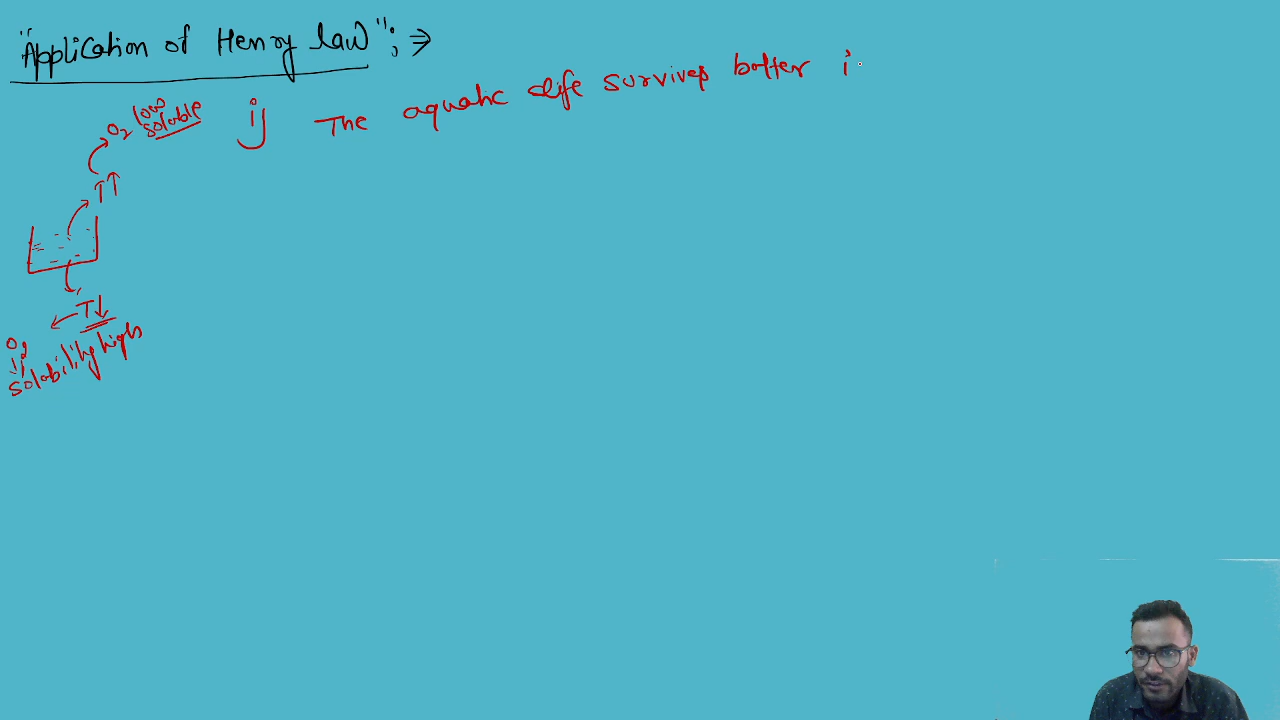 "Application of Henry law" ; ⇒
i) The aquatic life survives better i
O2 low
soluble
T↑
T↓
O2
solubility high